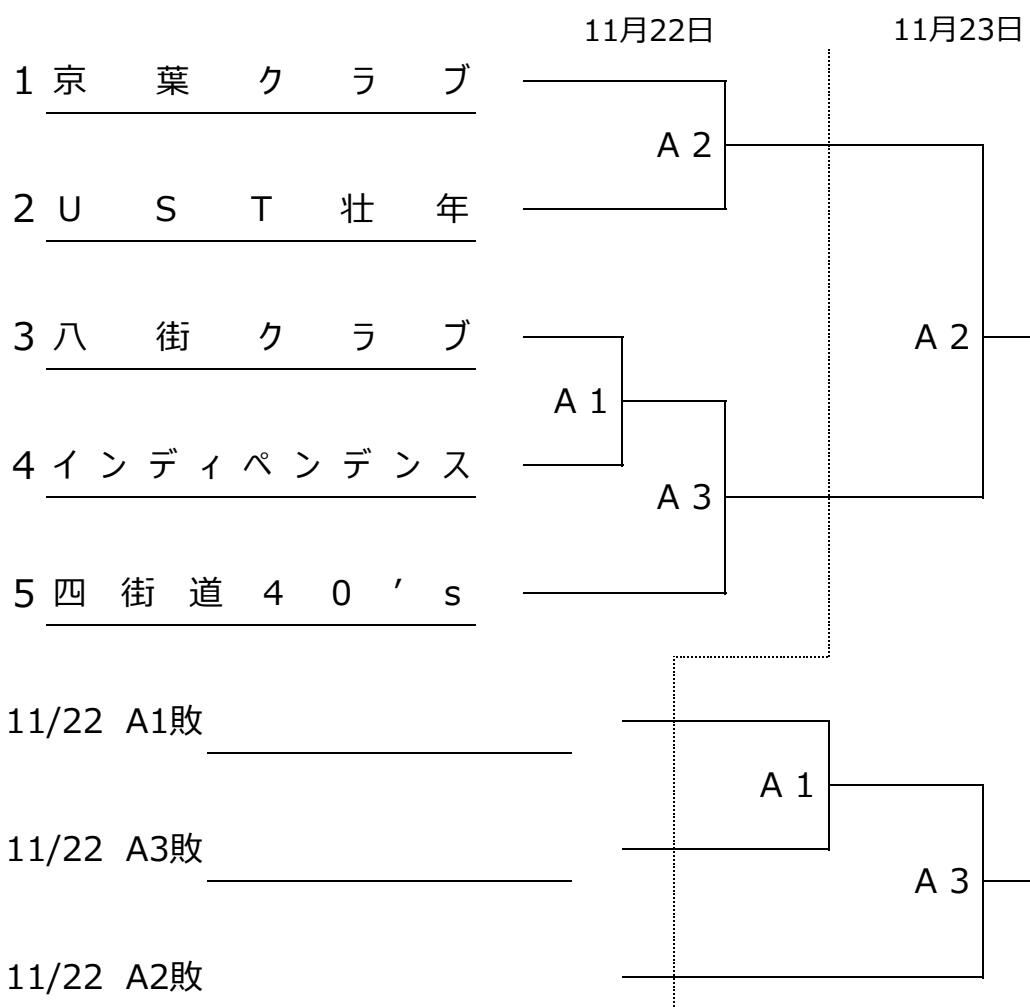 11月22日 11月23日
1 京葉クラブ
A 2
2 UST壮年
3 八街クラブ
A 2
A 1
4 インディペンデンス
A 3
5 四街道40’s
11/22 A1敗
A 1
11/22 A3敗
A 3
11/22 A2敗